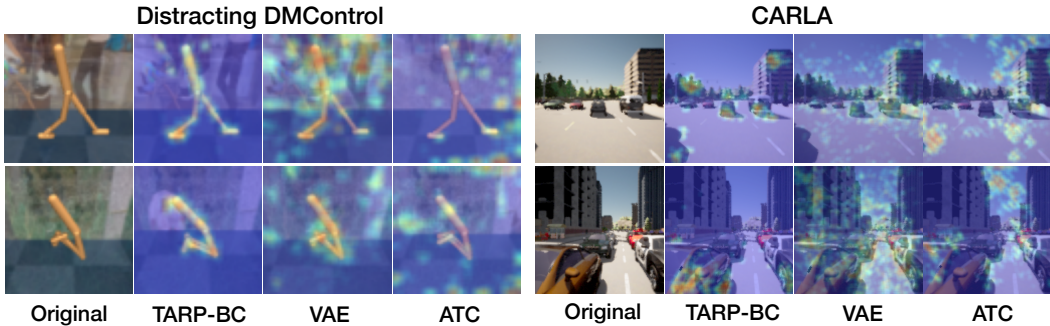 Distracting DMControl
CARLA
Original TARP-BC VAE ATC
Original TARP-BC VAE ATC